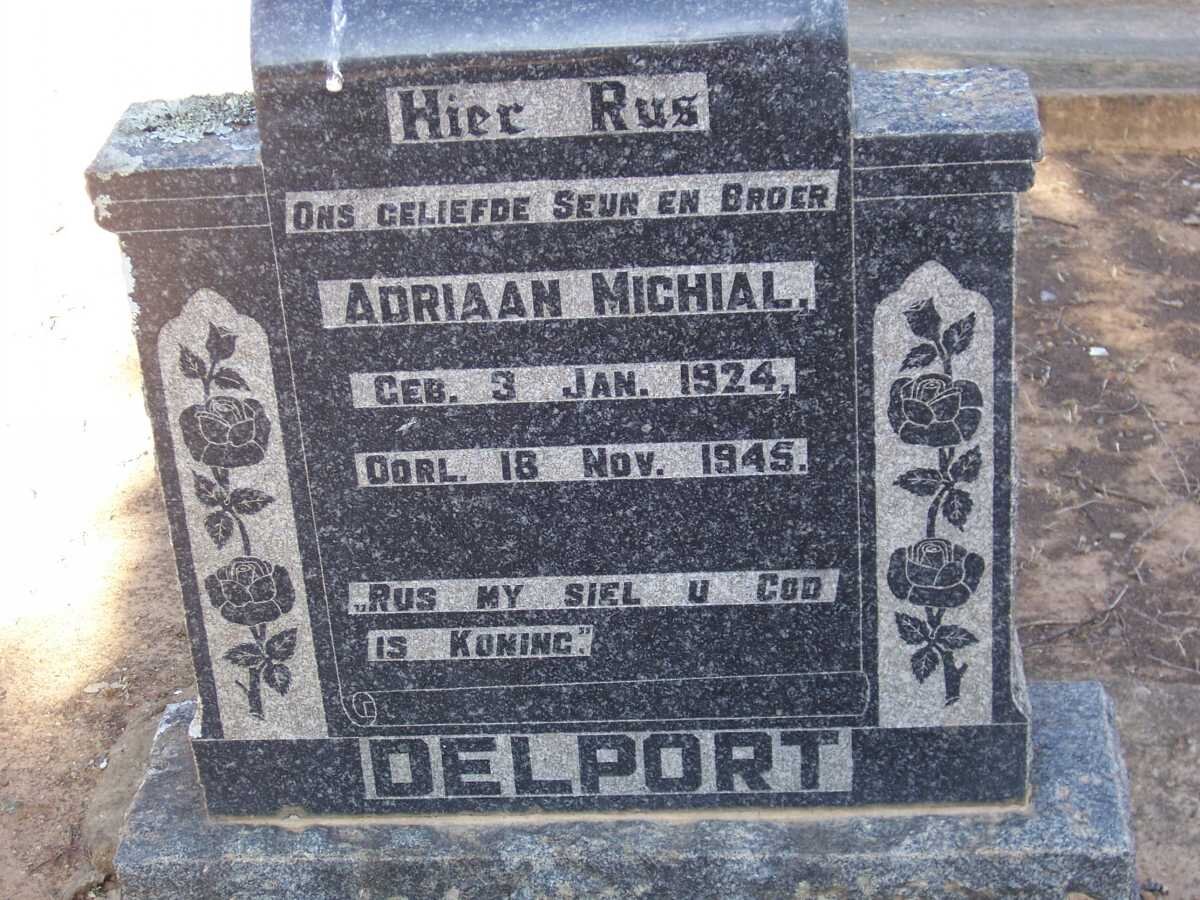 Hier Rus
ONS GELIEFDE SEUN EN BROER
ADRIAAN MICHIAL,
GEB. 3 JAN. 1924,
OORL. 16 NOV. 1945.
„RUS MY SIEL U GOD
IS KONING."
DELPORT